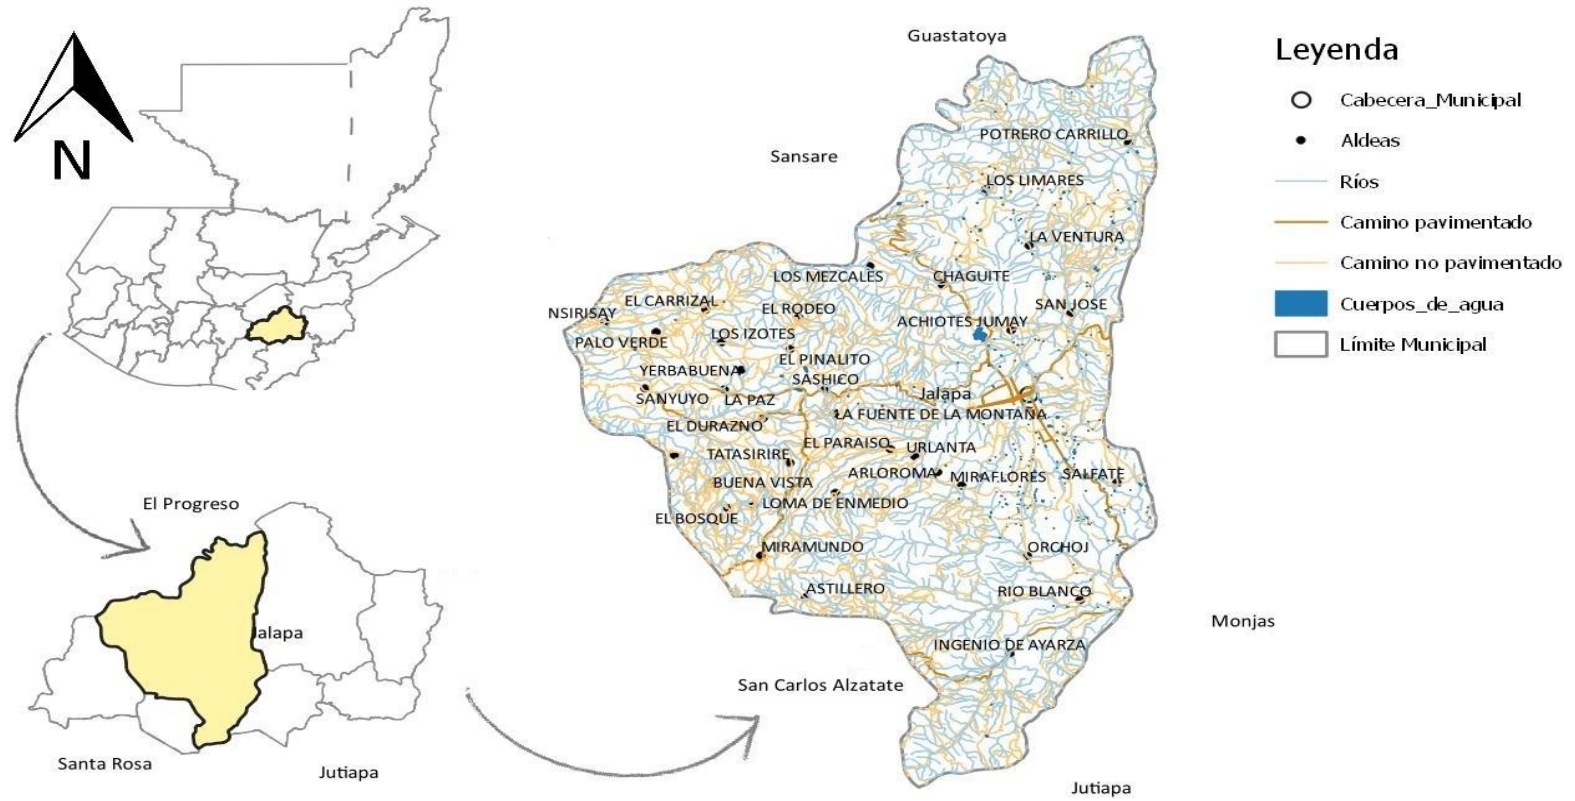 N
Guastatoya
Sansare
POTRERO CARRILLO
LOS LIMARES
LA VENTURA
LOS MEZCALES
CHAGUITE
EL CARRIZAL
EL RODEO
SAN JOSE
NSIRISAY
ACHIOTES JUMAY
PALO VERDE
LOS IZOTES
EL PINALITO
YERBABUENA
SASHICO
SANYUYO
LA PAZ
Jalapa
LA FUENTE DE LA MONTAÑA
EL DURAZNO
EL PARAISO
URLANTA
TATASIRIRE
ARLOROMA
MIRAFLORES
SALFATE
BUENA VISTA
LOMA DE ENMEDIO
EL BOSQUE
MIRAMUNDO
ORCHOJ
ASTILLERO
RIO BLANCO
INGENIO DE AYARZA
Monjas
San Carlos Alzatate
Jutiapa
Leyenda
Cabecera_Municipal
Aldeas
Ríos
Camino pavimentado
Camino no pavimentado
Cuerpos_de_agua
Límite Municipal
El Progreso
Jalapa
Santa Rosa
Jutiapa